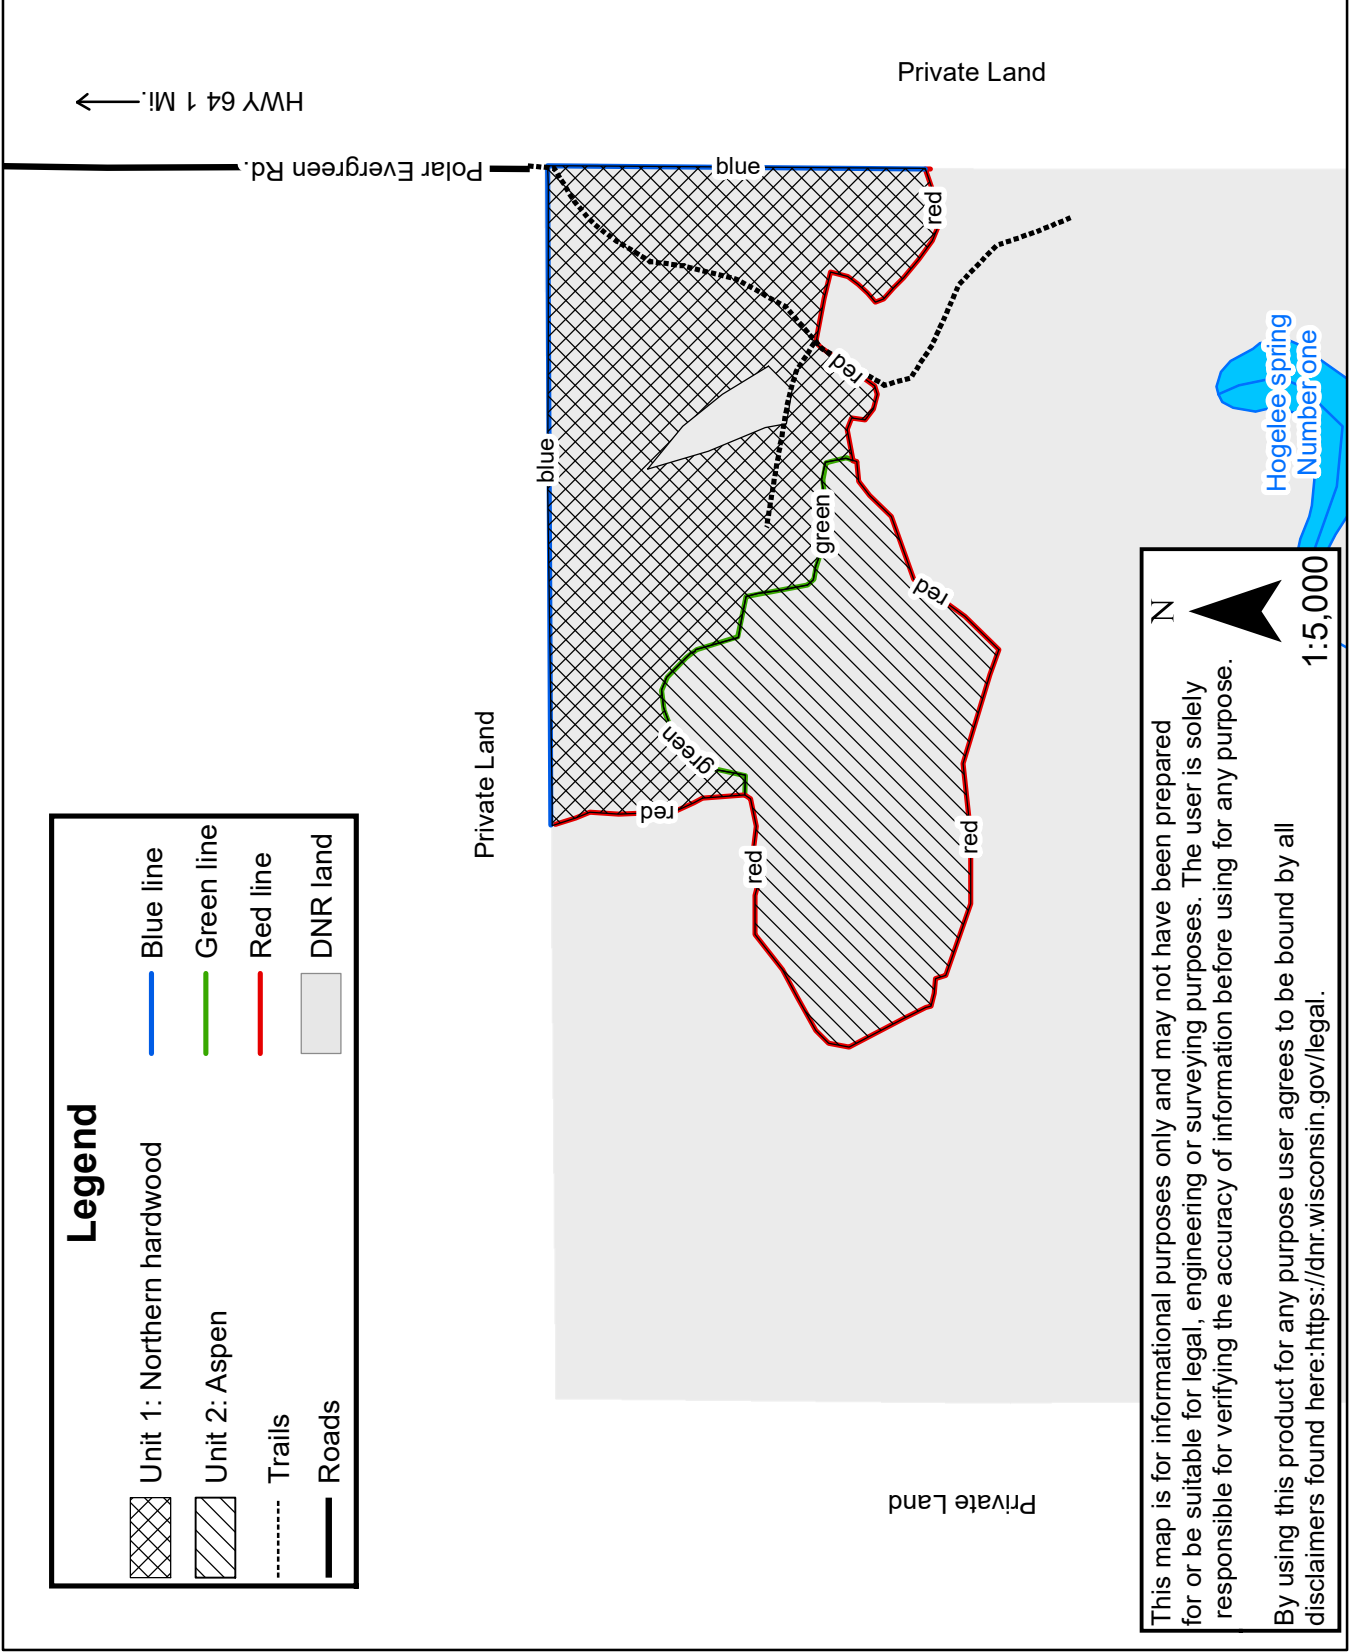 Legend
Unit 1: Northern hardwood
Unit 2: Aspen
Trails
Roads
Blue line
Green line
Red line
DNR land
HWY 64 1 Mi.
Polar Evergreen Rd.
Private Land
Private Land
Private Land
blue
blue
red
red
red
red
red
red
green
green
Hogelee spring
Number one
This map is for informational purposes only and may not have been prepared
for or be suitable for legal, engineering or surveying purposes. The user is solely
responsible for verifying the accuracy of information before using for any purpose.
By using this product for any purpose user agrees to be bound by all
disclaimers found here:https://dnr.wisconsin.gov/legal.
N
1:5,000